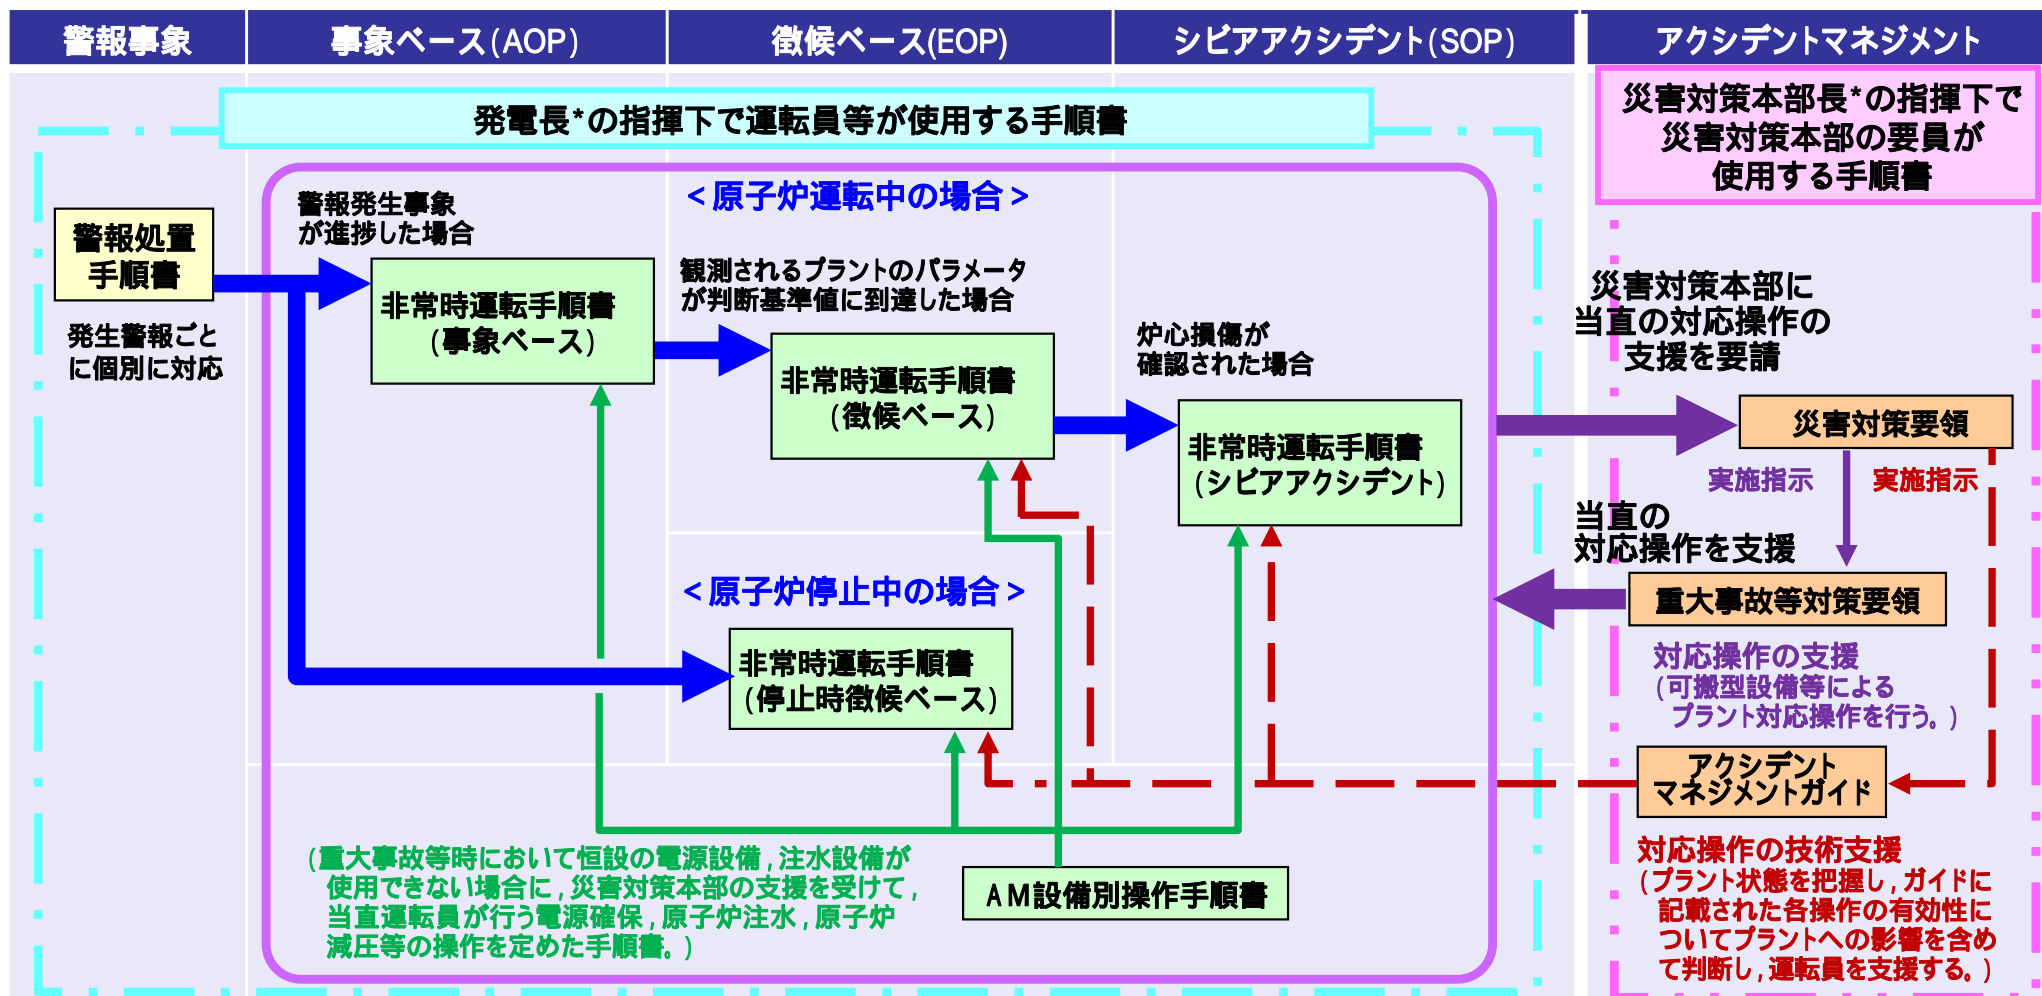 警報事象
事象ベース(AOP)
徴候ベース(EOP)
シビアアクシデント(SOP)
アクシデントマネジメント
発電長*の指揮下で運転員等が使用する手順書
災害対策本部長*の指揮下で
災害対策本部の要員が
使用する手順書
＜原子炉運転中の場合＞
警報処置
手順書
発生警報ごと
に個別に対応
警報発生事象
が進捗した場合
非常時運転手順書
(事象ベース)
観測されるプラントのパラメータ
が判断基準値に到達した場合
非常時運転手順書
(徴候ベース)
炉心損傷が
確認された場合
非常時運転手順書
(シビアアクシデント)
災害対策本部に
当直の対応操作の
支援を要請
災害対策要領
実施指示
実施指示
当直の
対応操作を支援
重大事故等対策要領
対応操作の支援
(可搬型設備等による
プラント対応操作を行う。)
＜原子炉停止中の場合＞
非常時運転手順書
(停止時徴候ベース)
アクシデント
マネジメントガイド
対応操作の技術支援
(プラント状態を把握し,ガイドに
記載された各操作の有効性に
ついてプラントへの影響を含め
て判断し,運転員を支援する。)
(重大事故等時において恒設の電源設備,注水設備が
使用できない場合に,災害対策本部の支援を受けて,
当直運転員が行う電源確保,原子炉注水,原子炉
減圧等の操作を定めた手順書。)
AM設備別操作手順書